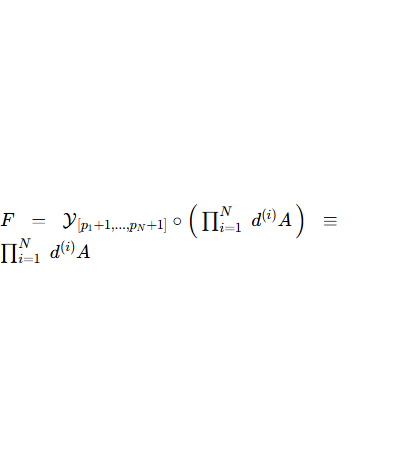 F = 𝒴_{[p_1+1,...,p_N+1]} ∘ ( ∏_{i=1}^{N} d^{(i)}A ) ≡
∏_{i=1}^{N} d^{(i)}A